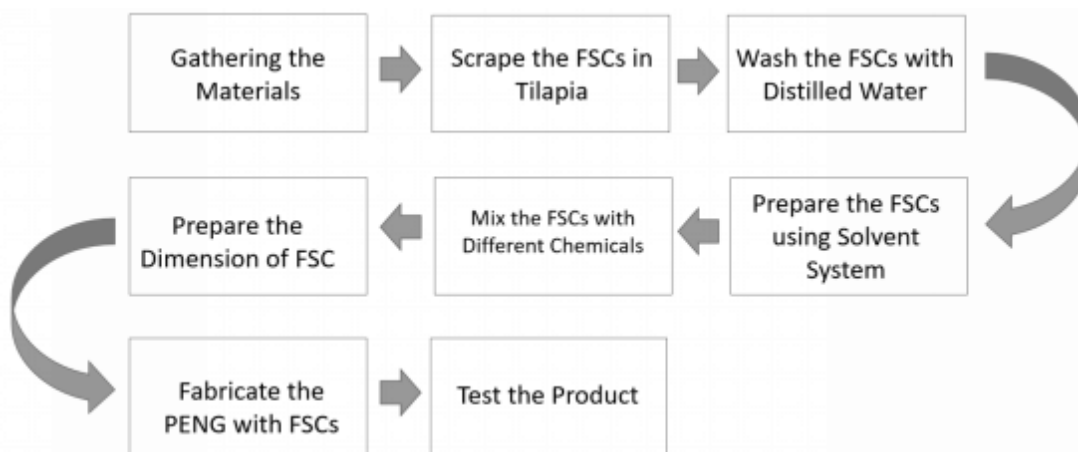 Gathering the
Materials
Scrape the FSCs in
Tilapia
Wash the FSCs with
Distilled Water
Prepare the FSCs
using Solvent
System
Mix the FSCs with
Different Chemicals
Prepare the
Dimension of FSC
Fabricate the
PENG with FSCs
Test the Product